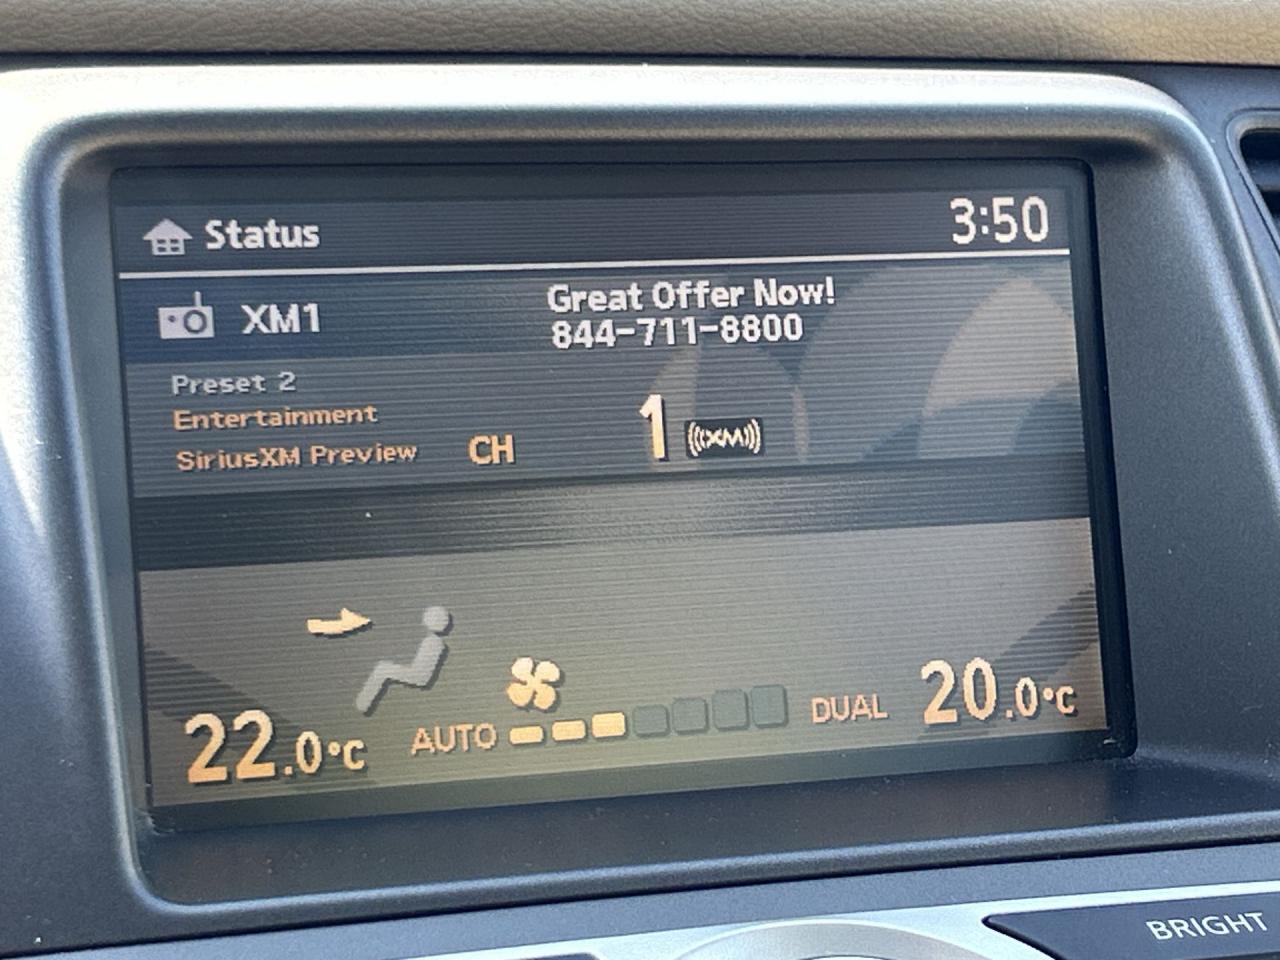 Status
3:50
XM1
Great Offer Now!
844-711-8800
Preset 2
Entertainment
SiriusXM Preview
CH
1
((XM))
22.0°C
AUTO
DUAL
20.0°C
BRIGHT